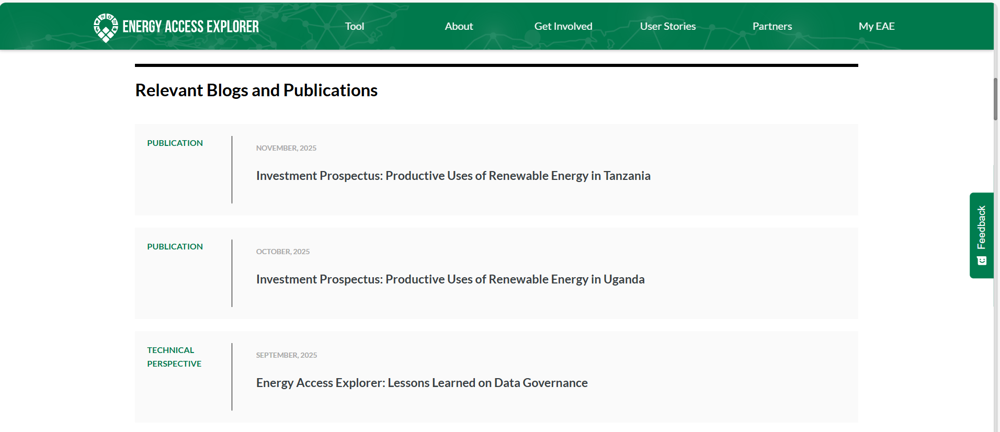 ENERGY ACCESS EXPLORER
Tool
About
Get Involved
User Stories
Partners
My EAE
Relevant Blogs and Publications
PUBLICATION
NOVEMBER, 2025
Investment Prospectus: Productive Uses of Renewable Energy in Tanzania
PUBLICATION
OCTOBER, 2025
Investment Prospectus: Productive Uses of Renewable Energy in Uganda
TECHNICAL
PERSPECTIVE
SEPTEMBER, 2025
Energy Access Explorer: Lessons Learned on Data Governance
Feedback